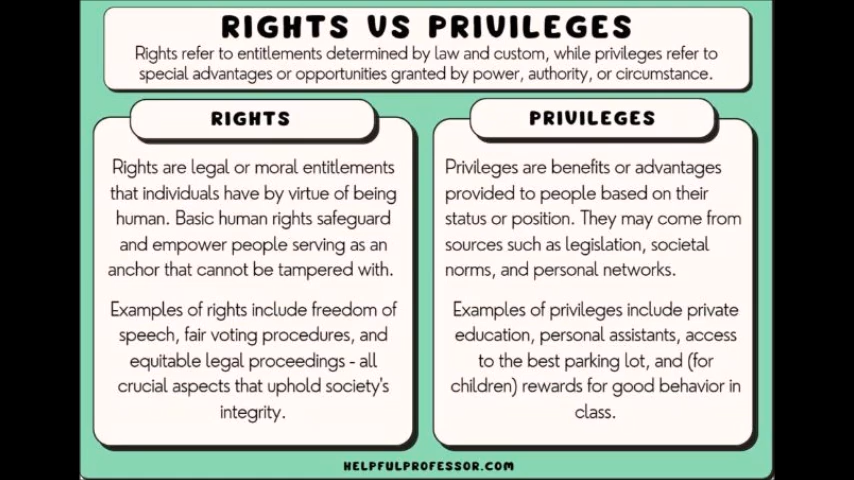 RIGHTS VS PRIVILEGES
Rights refer to entitlements determined by law and custom, while privileges refer to
special advantages or opportunities granted by power, authority, or circumstance.
RIGHTS
Rights are legal or moral entitlements
that individuals have by virtue of being
human. Basic human rights safeguard
and empower people serving as an
anchor that cannot be tampered with.
Examples of rights include freedom of
speech, fair voting procedures, and
equitable legal proceedings - all
crucial aspects that uphold society's
integrity.
PRIVILEGES
Privileges are benefits or advantages
provided to people based on their
status or position. They may come from
sources such as legislation, societal
norms, and personal networks.
Examples of privileges include private
education, personal assistants, access
to the best parking lot, and (for
children) rewards for good behavior in
class.
HELPFULPROFESSOR.COM